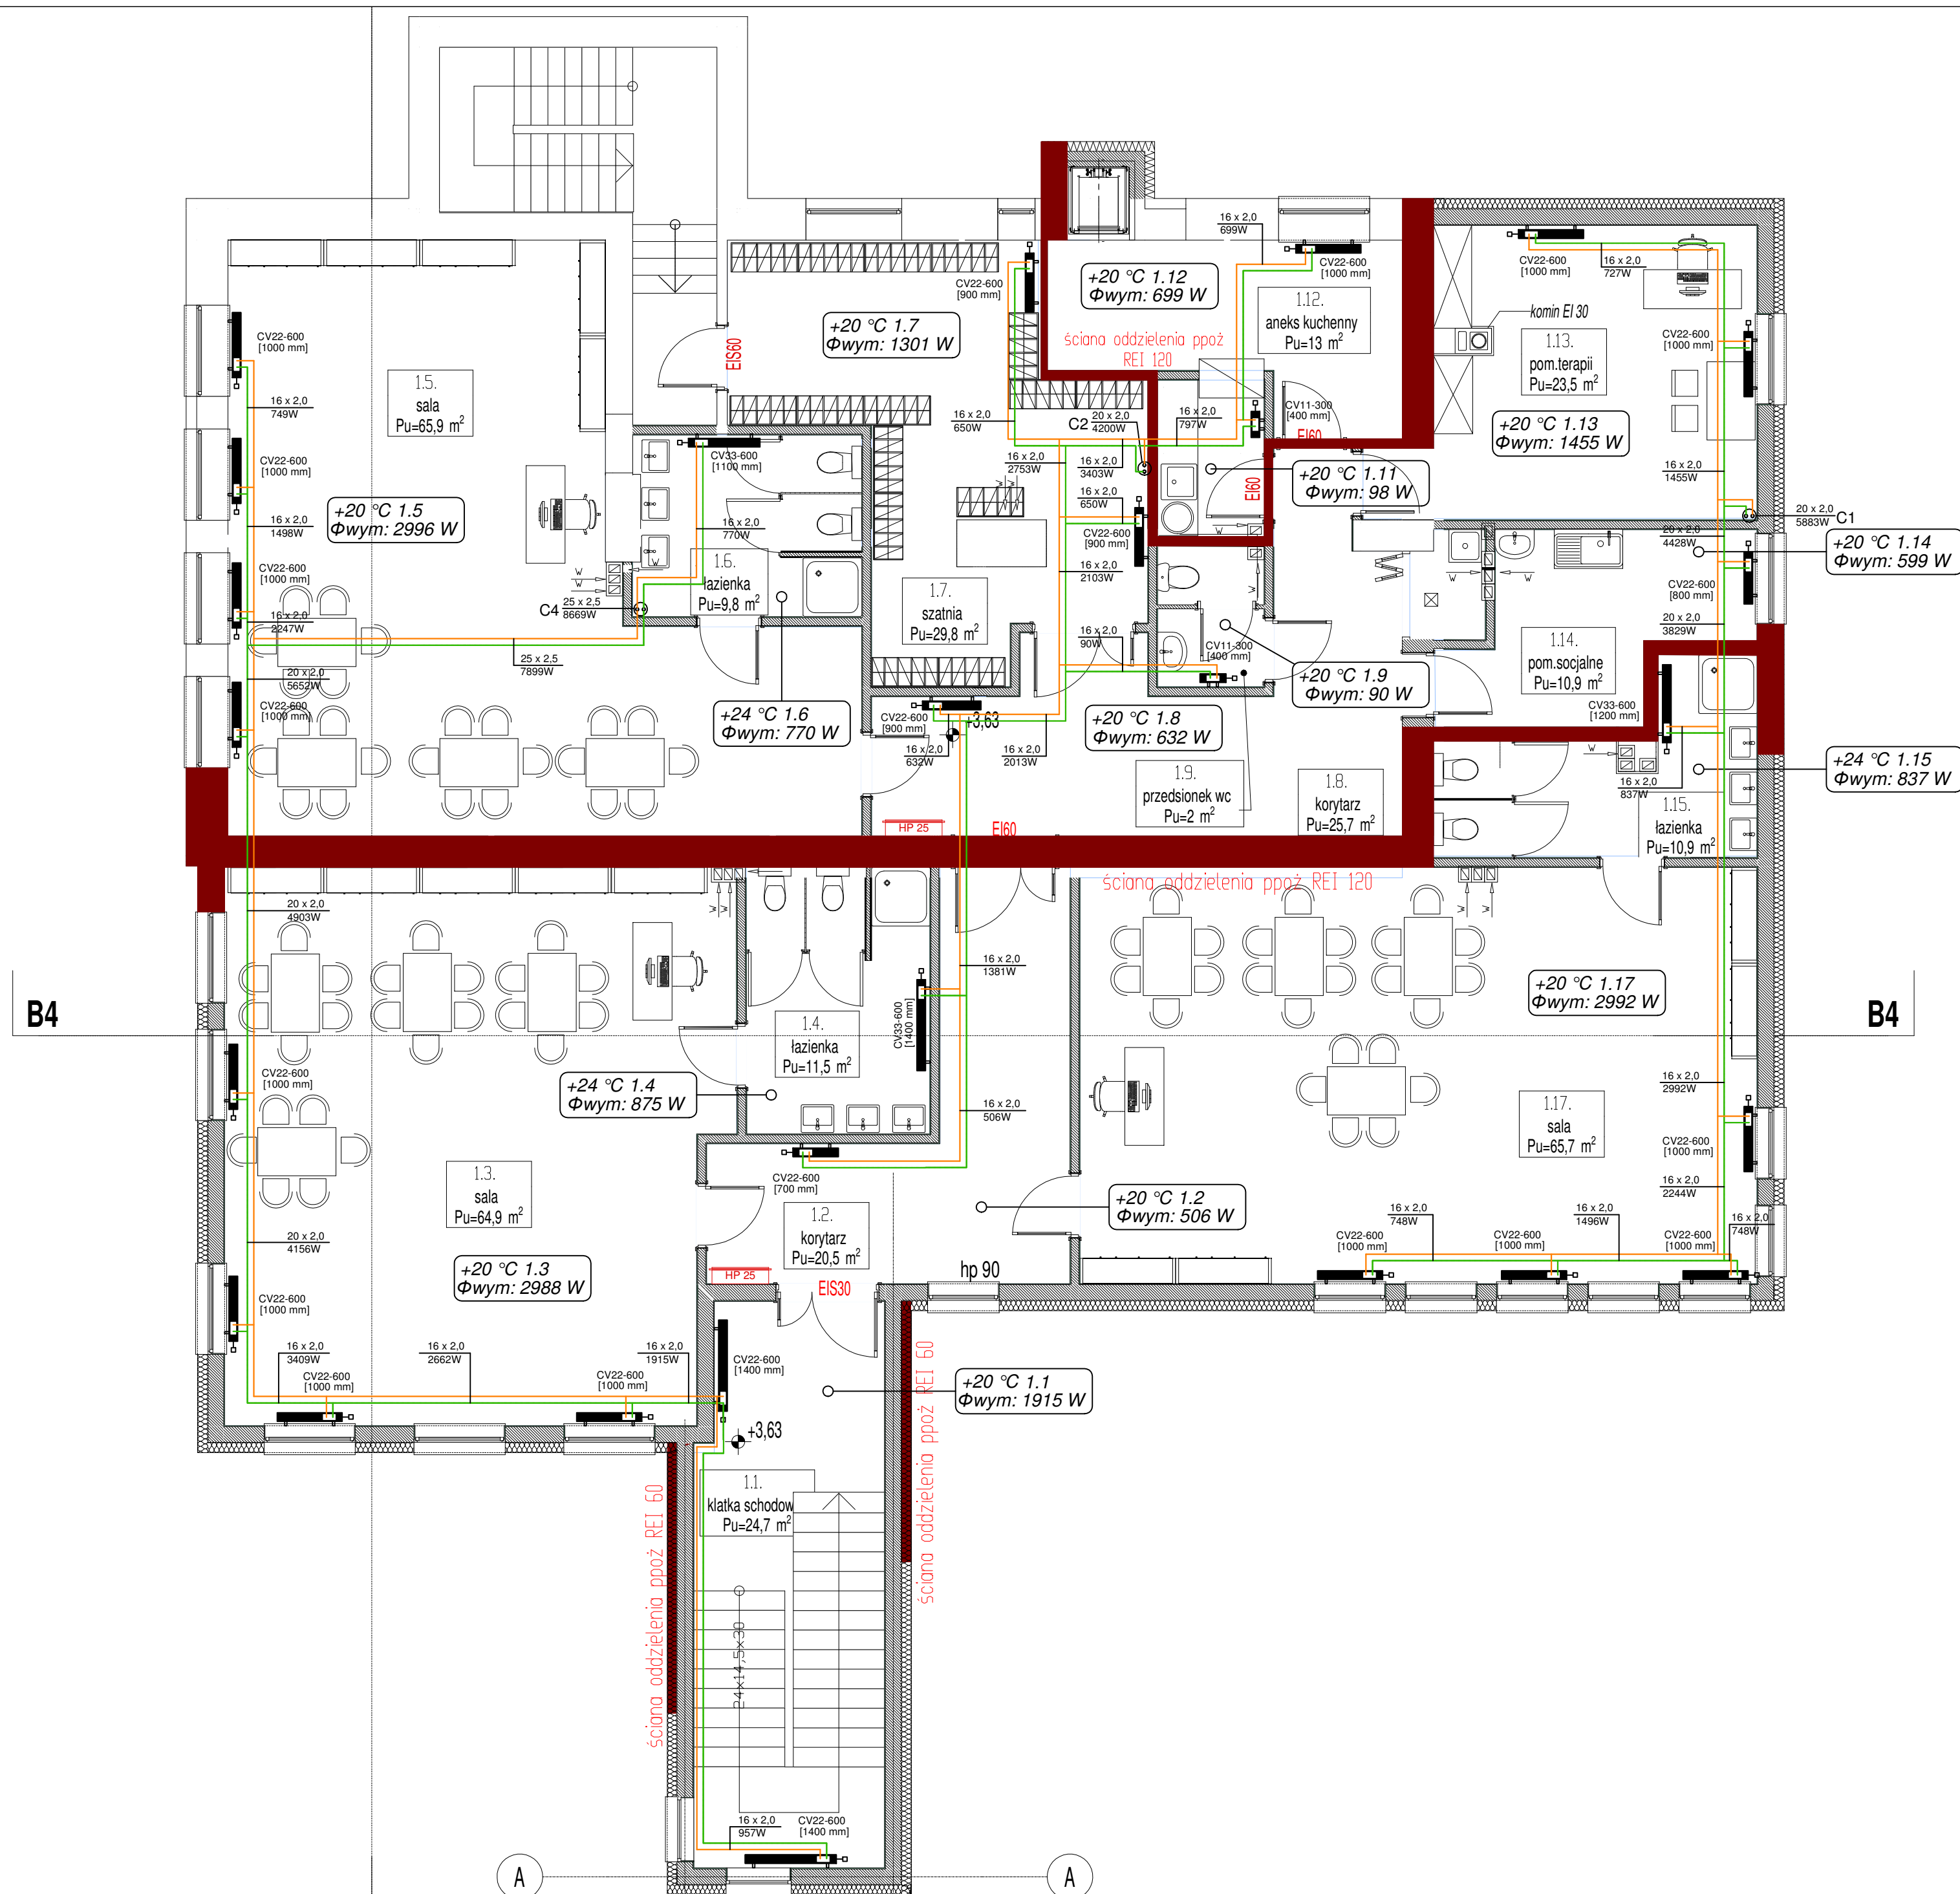 16 x 2,0
699W
CV22-600
[1000 mm]
+20 °C 1.12
Φwym: 699 W
CV22-600
[900 mm]
1.12.
aneks kuchenny
Pu=13 m²
ściana oddzielenia ppoż
REI 120
CV22-600
[1000 mm]
16 x 2,0
727W
komin EI 30
1.13.
pom.terapii
Pu=23,5 m²
CV22-600
[1000 mm]
+20 °C 1.13
Φwym: 1455 W
16 x 2,0
1455W
20 x 2,0
5883W
C1
+20 °C 1.7
Φwym: 1301 W
EIS60
CV22-600
[1000 mm]
1.5.
sala
Pu=65,9 m²
16 x 2,0
749W
CV22-600
[1000 mm]
+20 °C 1.5
Φwym: 2996 W
16 x 2,0
1498W
CV22-600
[1000 mm]
16 x 2,0
2247W
20 x 2,0
5652W
CV22-600
[1000 mm]
CV33-600
[1100 mm]
16 x 2,0
770W
1.6.
łazienka
Pu=9,8 m²
W
W
C4
25 x 2,5
8669W
25 x 2,5
7899W
+24 °C 1.6
Φwym: 770 W
16 x 2,0
650W
C2
20 x 2,0
4200W
16 x 2,0
797W
CV11-300
[400 mm]
EI60
16 x 2,0
2753W
16 x 2,0
3403W
16 x 2,0
650W
CV22-600
[900 mm]
+20 °C 1.11
Φwym: 98 W
EI60
W
W
W
W
16 x 2,0
2103W
1.7.
szatnia
Pu=29,8 m²
16 x 2,0
90W
CV11-300
[400 mm]
+20 °C 1.9
Φwym: 90 W
CV22-600
[900 mm]
+3,63
16 x 2,0
632W
16 x 2,0
2013W
+20 °C 1.8
Φwym: 632 W
1.9.
przedsionek wc
Pu=2 m²
1.8.
korytarz
Pu=25,7 m²
W
W
20 x 2,0
4428W
+20 °C 1.14
Φwym: 599 W
CV22-600
[800 mm]
20 x 2,0
3829W
1.14.
pom.socjalne
Pu=10,9 m²
CV33-600
[1200 mm]
W
16 x 2,0
837W
+24 °C 1.15
Φwym: 837 W
1.15.
łazienka
Pu=10,9 m²
HP 25
EI60
ściana oddzielenia ppoż REI 120
20 x 2,0
4903W
W
W
W
W
16 x 2,0
1381W
+20 °C 1.17
Φwym: 2992 W
B4
B4
1.4.
łazienka
Pu=11,5 m²
CV33-600
[1400 mm]
CV22-600
[1000 mm]
+24 °C 1.4
Φwym: 875 W
16 x 2,0
506W
16 x 2,0
2992W
1.17.
sala
Pu=65,7 m²
CV22-600
[1000 mm]
16 x 2,0
2244W
1.3.
sala
Pu=64,9 m²
CV22-600
[700 mm]
1.2.
korytarz
Pu=20,5 m²
+20 °C 1.2
Φwym: 506 W
16 x 2,0
748W
16 x 2,0
1496W
16 x 2,0
748W
CV22-600
[1000 mm]
CV22-600
[1000 mm]
CV22-600
[1000 mm]
20 x 2,0
4156W
+20 °C 1.3
Φwym: 2988 W
HP 25
EIS30
hp 90
CV22-600
[1000 mm]
16 x 2,0
3409W
16 x 2,0
2662W
16 x 2,0
1915W
CV22-600
[1000 mm]
CV22-600
[1000 mm]
CV22-600
[1400 mm]
+20 °C 1.1
Φwym: 1915 W
+3,63
1.1.
klatka schodow
Pu=24,7 m²
ściana oddzielenia ppoż REI 60
ściana oddzielenia ppoż REI 60
24x14,5x30
16 x 2,0
957W
CV22-600
[1400 mm]
A
A